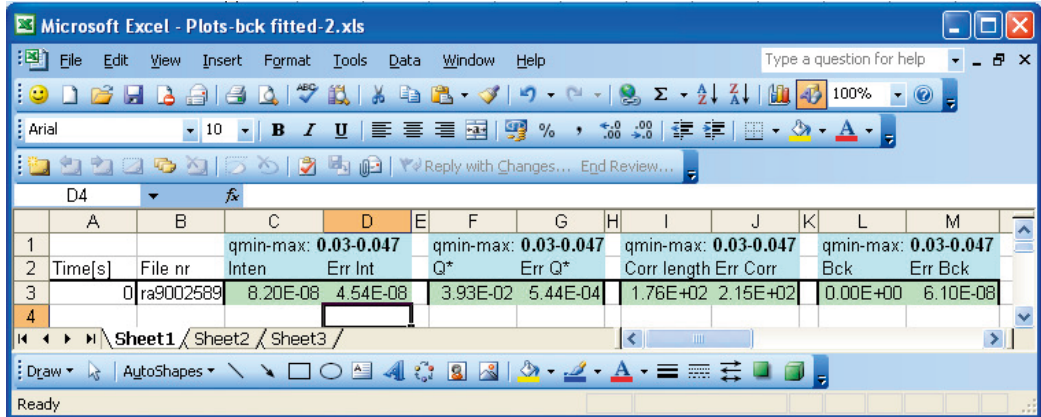 Microsoft Excel - Plots-bck fitted-2.xls
File Edit View Insert Format Tools Data Window Help Type a question for help
ABC Σ A Z Z A 100%
Arial 10 B I U % , .00 .00 A
Reply with Changes... End Review...
D4 fx
A B C D E F G H I J K L M
1 qmin-max: 0.03-0.047 qmin-max: 0.03-0.047 qmin-max: 0.03-0.047 qmin-max: 0.03-0.047
2 Time[s] File nr Inten Err Int Q* Err Q* Corr length Err Corr Bck Err Bck
3 0 ra9002589 8.20E-08 4.54E-08 3.93E-02 5.44E-04 1.76E+02 2.15E+02 0.00E+00 6.10E-08
4
Sheet1 Sheet2 Sheet3
Draw AutoShapes A A
Ready